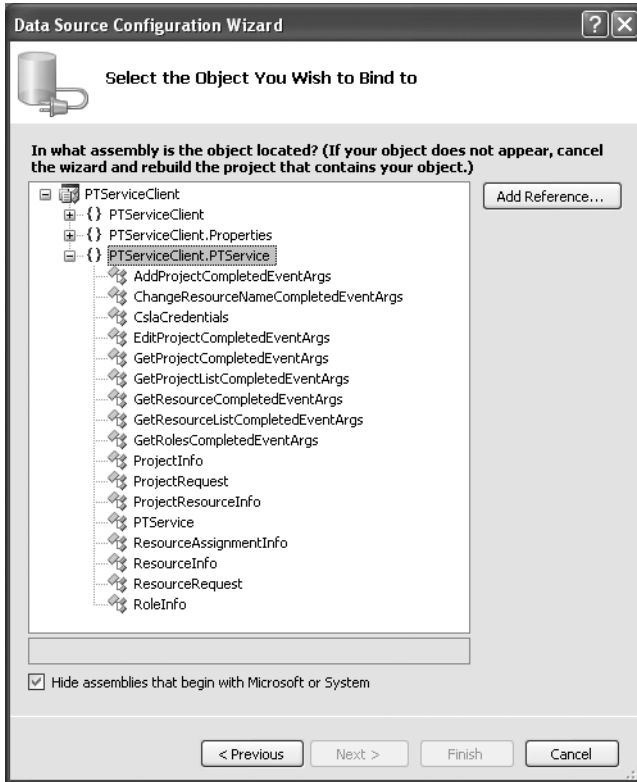 Data Source Configuration Wizard
Select the Object You Wish to Bind to
In what assembly is the object located? (If your object does not appear, cancel
the wizard and rebuild the project that contains your object.)
PTServiceClient
Add Reference...
{} PTServiceClient
{} PTServiceClient.Properties
{} PTServiceClient.PTService
AddProjectCompletedEventArgs
ChangeResourceNameCompletedEventArgs
CslaCredentials
EditProjectCompletedEventArgs
GetProjectCompletedEventArgs
GetProjectListCompletedEventArgs
GetResourceCompletedEventArgs
GetResourceListCompletedEventArgs
GetRolesCompletedEventArgs
ProjectInfo
ProjectRequest
ProjectResourceInfo
PTService
ResourceAssignmentInfo
ResourceInfo
ResourceRequest
RoleInfo
Hide assemblies that begin with Microsoft or System
< Previous
Next >
Finish
Cancel